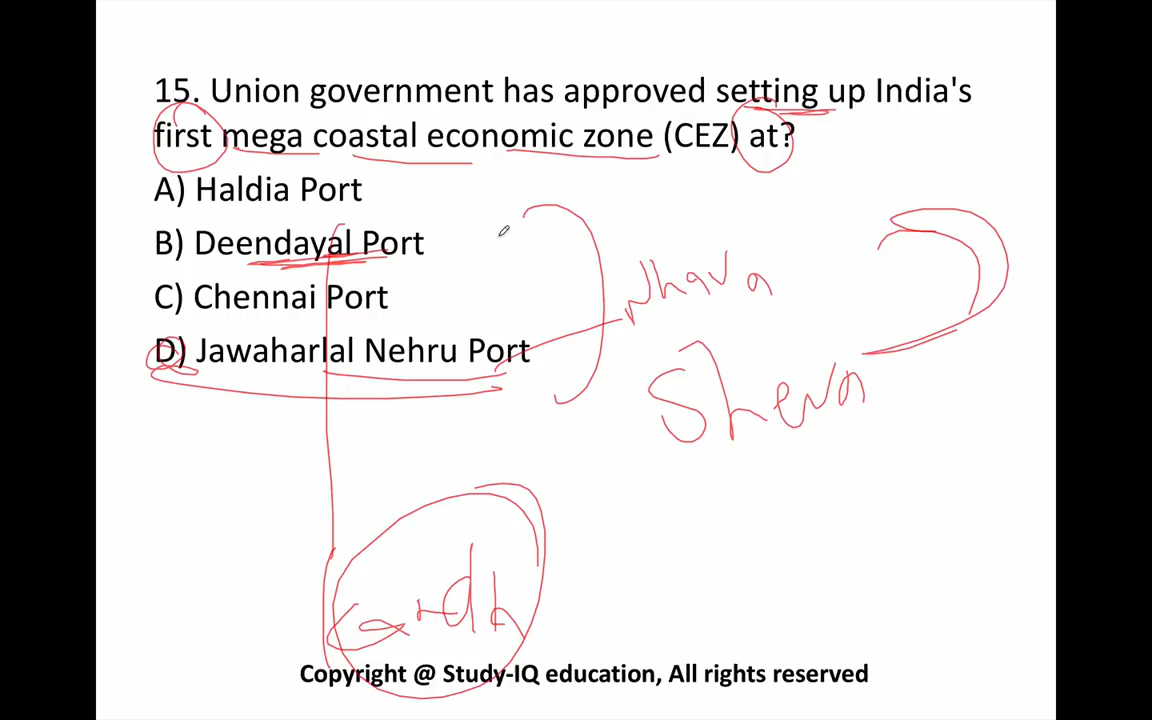 15. Union government has approved setting up India's
first mega coastal economic zone (CEZ) at?
A) Haldia Port
B) Deendayal Port
C) Chennai Port
D) Jawaharlal Nehru Port
Nhava
Sheva
Copyright @ Study-IQ education, All rights reserved